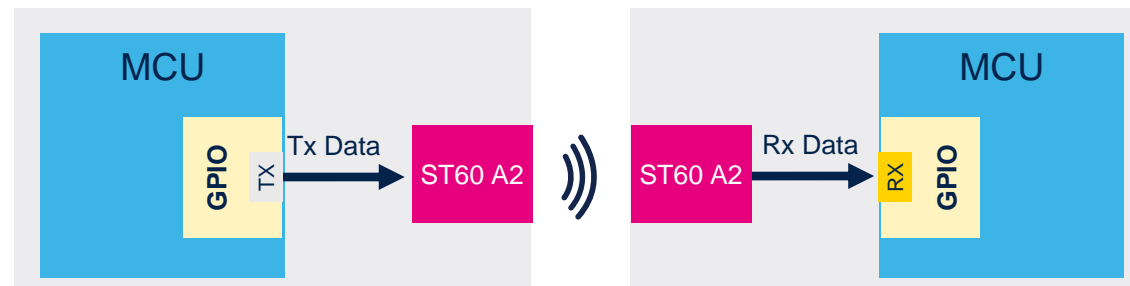 MCU
GPIO
TX
Tx Data
ST60 A2
ST60 A2
Rx Data
MCU
RX
GPIO